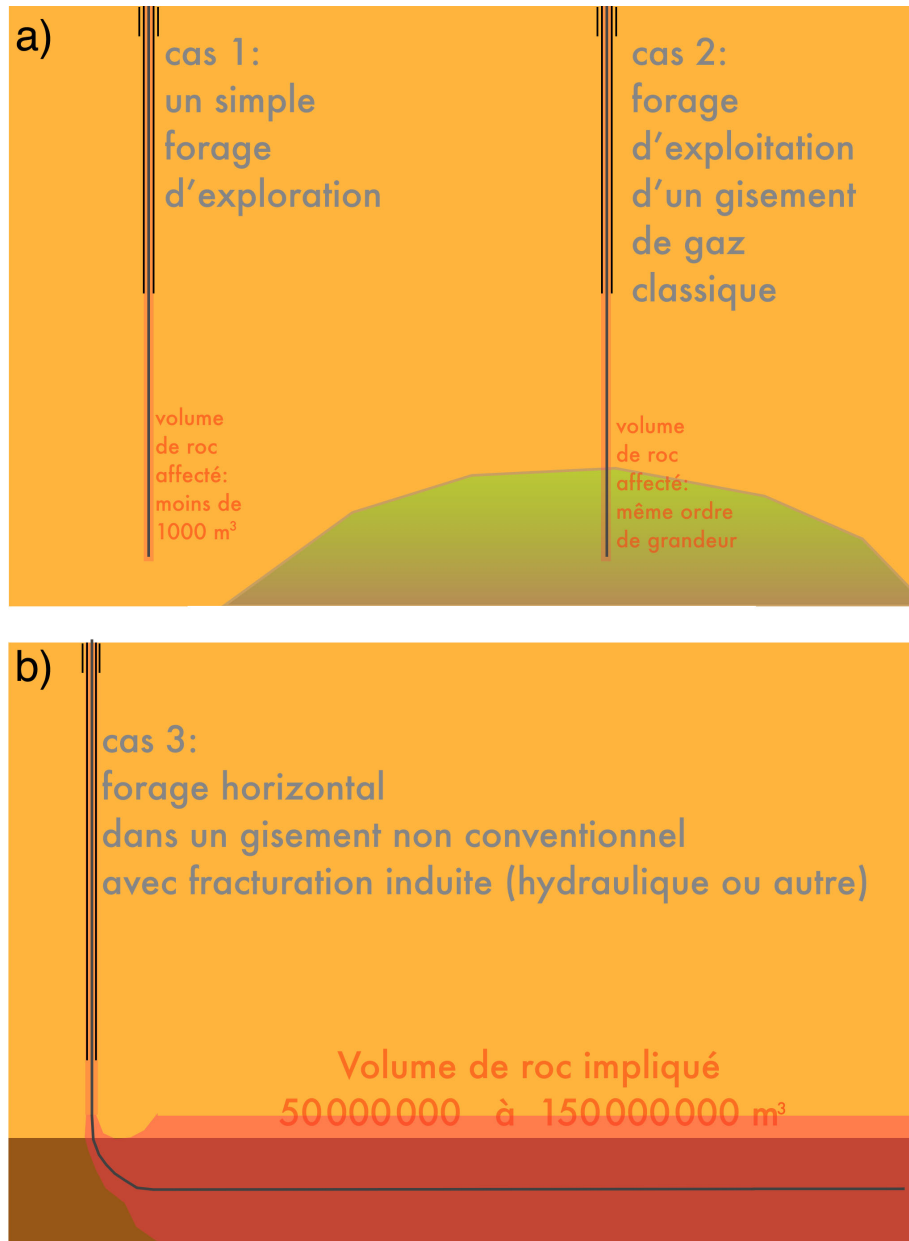 a)
cas 1:
un simple
forage
d’exploration
volume
de roc
affecté:
moins de
1000 m³
cas 2:
forage
d’exploitation
d’un gisement
de gaz
classique
volume
de roc
affecté:
même ordre
de grandeur
b)
cas 3:
forage horizontal
dans un gisement non conventionnel
avec fracturation induite (hydraulique ou autre)
Volume de roc impliqué
50000000 à 150000000 m³